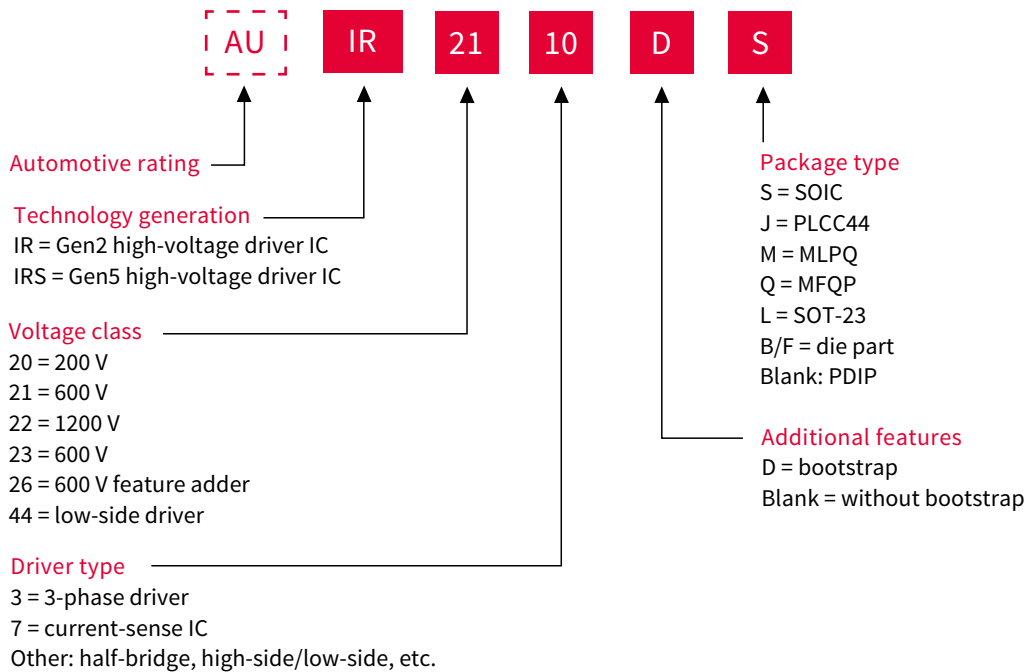 AU IR 21 10 D S
Automotive rating
Technology generation
IR = Gen2 high-voltage driver IC
IRS = Gen5 high-voltage driver IC
Voltage class
20 = 200 V
21 = 600 V
22 = 1200 V
23 = 600 V
26 = 600 V feature adder
44 = low-side driver
Driver type
3 = 3-phase driver
7 = current-sense IC
Other: half-bridge, high-side/low-side, etc.
Package type
S = SOIC
J = PLCC44
M = MLPQ
Q = MFQP
L = SOT-23
B/F = die part
Blank: PDIP
Additional features
D = bootstrap
Blank = without bootstrap